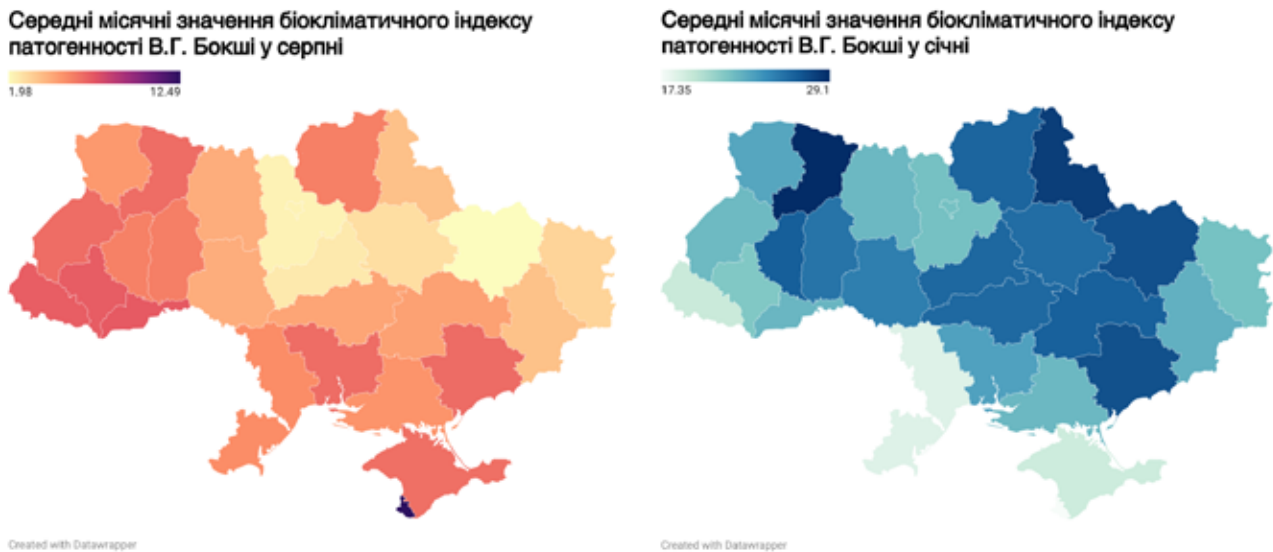 Середні місячні значення біокліматичного індексу
патогенності В.Г. Бокші у серпні
1.98 12.49
Created with Datawrapper
Середні місячні значення біокліматичного індексу
патогенності В.Г. Бокші у січні
17.35 29.1
Created with Datawrapper